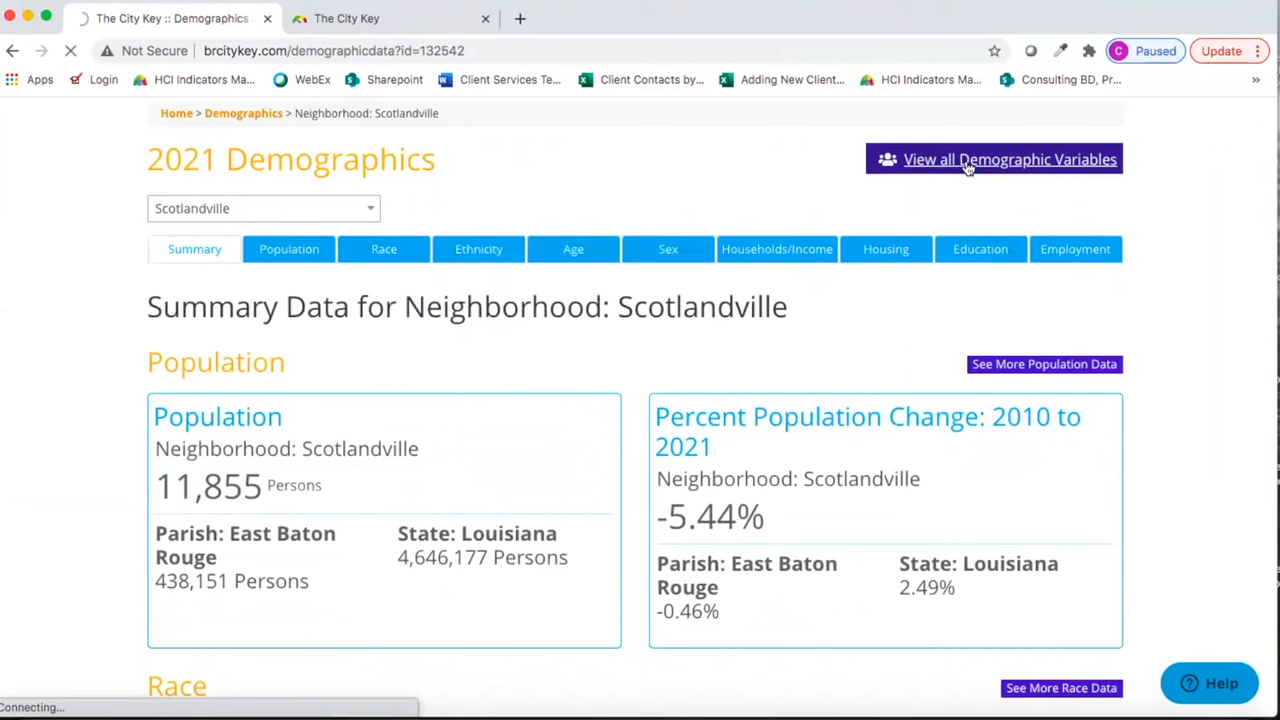 The City Key :: Demographics
The City Key
Not Secure brcitykey.com/demographicdata?id=132542
C Paused
Update
Apps Login HCI Indicators Ma... WebEx Sharepoint Client Services Te... Client Contacts by... Adding New Client... HCI Indicators Ma... Consulting BD, Pr... »
Home > Demographics > Neighborhood: Scotlandville
2021 Demographics
View all Demographic Variables
Scotlandville
Summary Population Race Ethnicity Age Sex Households/Income Housing Education Employment
Summary Data for Neighborhood: Scotlandville
Population
See More Population Data
Population
Neighborhood: Scotlandville
11,855 Persons
Parish: East Baton
Rouge
438,151 Persons
State: Louisiana
4,646,177 Persons
Percent Population Change: 2010 to
2021
Neighborhood: Scotlandville
-5.44%
Parish: East Baton
Rouge
-0.46%
State: Louisiana
2.49%
Race
See More Race Data
Help
Connecting...